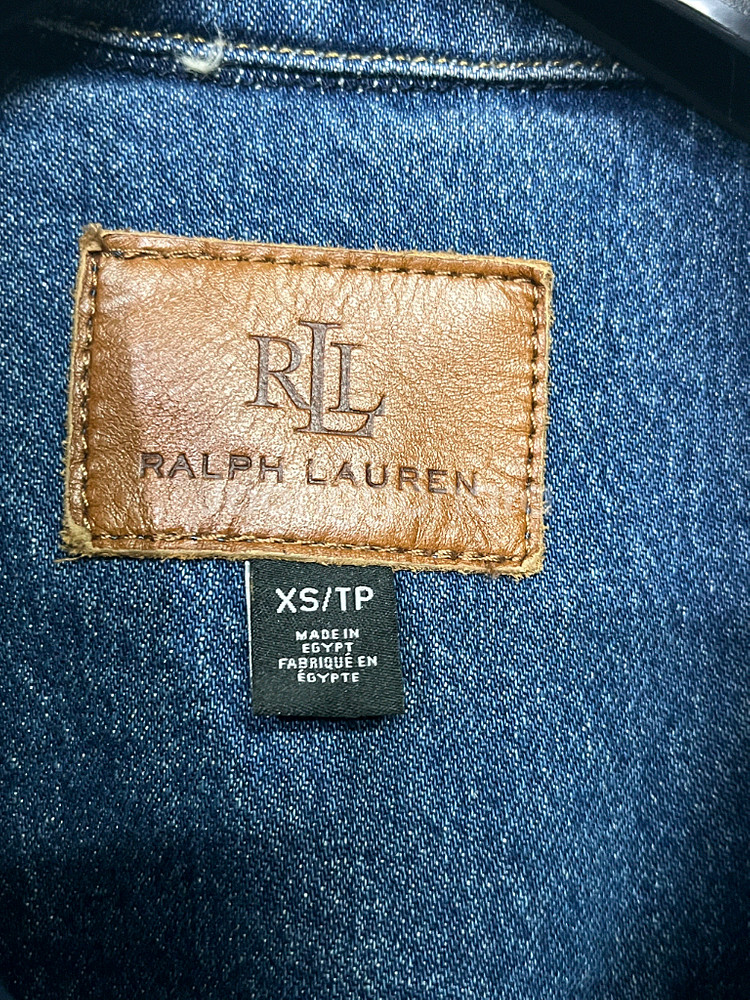 RLL
RALPH LAUREN
XS/TP
MADE IN
EGYPT
FABRIQUÉ EN
ÉGYPTE